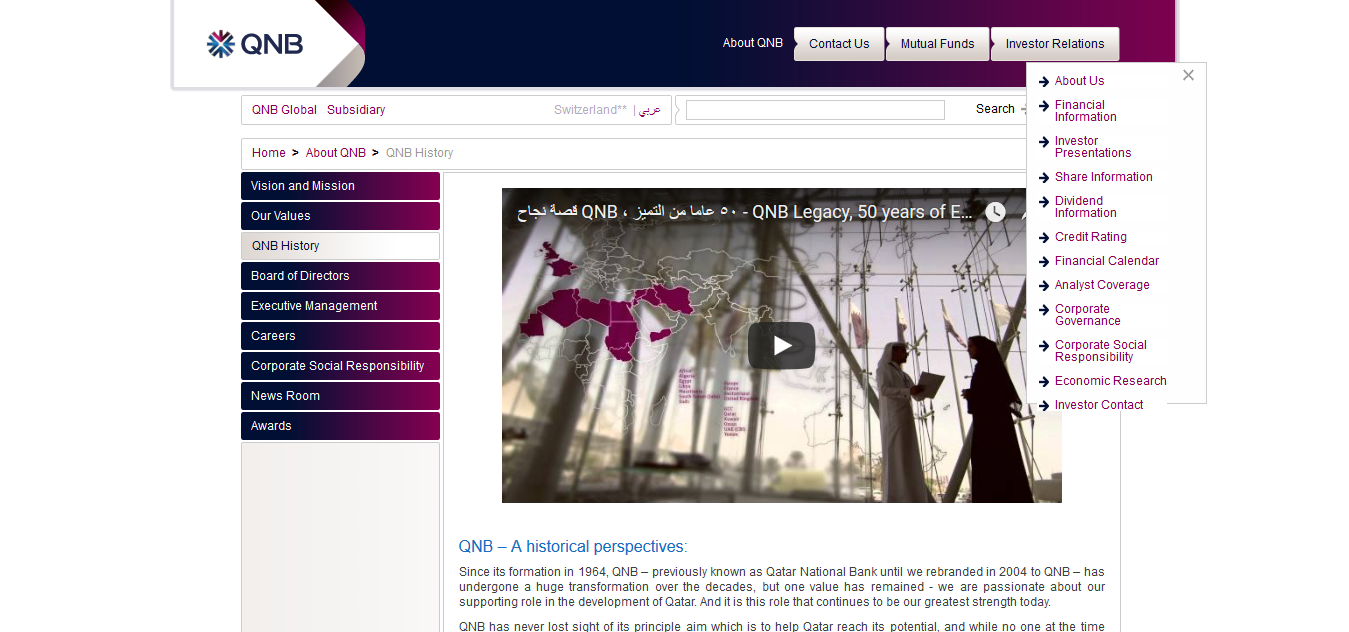 QNB
About QNB
Contact Us
Mutual Funds
Investor Relations
QNB Global Subsidiary
Switzerland** | عربي
Search
Home > About QNB > QNB History
Vision and Mission
Our Values
QNB History
Board of Directors
Executive Management
Careers
Corporate Social Responsibility
News Room
Awards
قصة نجاح QNB ، ٥٠ عاما من التميز - QNB Legacy, 50 years of E...
About Us
Financial
Information
Investor
Presentations
Share Information
Dividend
Information
Credit Rating
Financial Calendar
Analyst Coverage
Corporate
Governance
Corporate Social
Responsibility
Economic Research
Investor Contact
QNB – A historical perspectives:
Since its formation in 1964, QNB – previously known as Qatar National Bank until we rebranded in 2004 to QNB – has
undergone a huge transformation over the decades, but one value has remained - we are passionate about our
supporting role in the development of Qatar. And it is this role that continues to be our greatest strength today.
QNB has never lost sight of its principle aim which is to help Qatar reach its potential, and while no one at the time